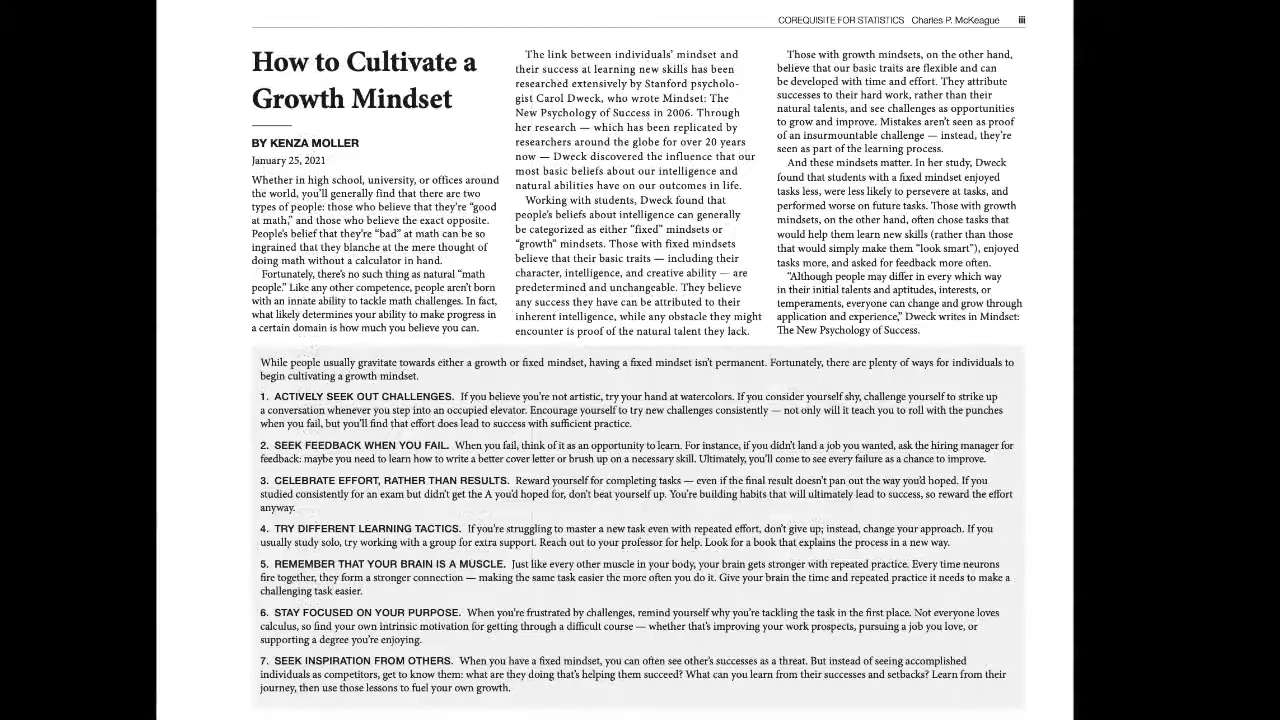 COREQUISITE FOR STATISTICS Charles P. McKeague iii
How to Cultivate a
Growth Mindset
BY KENZA MOLLER
January 25, 2021
Whether in high school, university, or offices around
the world, you'll generally find that there are two
types of people: those who believe that they're "good
at math," and those who believe the exact opposite.
People's belief that they're "bad" at math can be so
ingrained that they blanche at the mere thought of
doing math without a calculator in hand.
Fortunately, there's no such thing as natural "math
people." Like any other competence, people aren't born
with an innate ability to tackle math challenges. In fact,
what likely determines your ability to make progress in
a certain domain is how much you believe you can.
The link between individuals' mindset and
their success at learning new skills has been
researched extensively by Stanford psycholo-
gist Carol Dweck, who wrote Mindset: The
New Psychology of Success in 2006. Through
her research — which has been replicated by
researchers around the globe for over 20 years
now — Dweck discovered the influence that our
most basic beliefs about our intelligence and
natural abilities have on our outcomes in life.
Working with students, Dweck found that
people's beliefs about intelligence can generally
be categorized as either "fixed" mindsets or
"growth" mindsets. Those with fixed mindsets
believe that their basic traits — including their
character, intelligence, and creative ability — are
predetermined and unchangeable. They believe
any success they have can be attributed to their
inherent intelligence, while any obstacle they might
encounter is proof of the natural talent they lack.
Those with growth mindsets, on the other hand,
believe that our basic traits are flexible and can
be developed with time and effort. They attribute
successes to their hard work, rather than their
natural talents, and see challenges as opportunities
to grow and improve. Mistakes aren't seen as proof
of an insurmountable challenge — instead, they're
seen as part of the learning process.
And these mindsets matter. In her study, Dweck
found that students with a fixed mindset enjoyed
tasks less, were less likely to persevere at tasks, and
performed worse on future tasks. Those with growth
mindsets, on the other hand, often chose tasks that
would help them learn new skills (rather than those
that would simply make them "look smart"), enjoyed
tasks more, and asked for feedback more often.
"Although people may differ in every which way
in their initial talents and aptitudes, interests, or
temperaments, everyone can change and grow through
application and experience," Dweck writes in Mindset:
The New Psychology of Success.
While people usually gravitate towards either a growth or fixed mindset, having a fixed mindset isn't permanent. Fortunately, there are plenty of ways for individuals to
begin cultivating a growth mindset.
1. ACTIVELY SEEK OUT CHALLENGES. If you believe you're not artistic, try your hand at watercolors. If you consider yourself shy, challenge yourself to strike up
a conversation whenever you step into an occupied elevator. Encourage yourself to try new challenges consistently — not only will it teach you to roll with the punches
when you fail, but you'll find that effort does lead to success with sufficient practice.
2. SEEK FEEDBACK WHEN YOU FAIL. When you fail, think of it as an opportunity to learn. For instance, if you didn't land a job you wanted, ask the hiring manager for
feedback: maybe you need to learn how to write a better cover letter or brush up on a necessary skill. Ultimately, you'll come to see every failure as a chance to improve.
3. CELEBRATE EFFORT, RATHER THAN RESULTS. Reward yourself for completing tasks — even if the final result doesn't pan out the way you'd hoped. If you
studied consistently for an exam but didn't get the A you'd hoped for, don't beat yourself up. You're building habits that will ultimately lead to success, so reward the effort
anyway.
4. TRY DIFFERENT LEARNING TACTICS. If you're struggling to master a new task even with repeated effort, don't give up; instead, change your approach. If you
usually study solo, try working with a group for extra support. Reach out to your professor for help. Look for a book that explains the process in a new way.
5. REMEMBER THAT YOUR BRAIN IS A MUSCLE. Just like every other muscle in your body, your brain gets stronger with repeated practice. Every time neurons
fire together, they form a stronger connection — making the same task easier the more often you do it. Give your brain the time and repeated practice it needs to make a
challenging task easier.
6. STAY FOCUSED ON YOUR PURPOSE. When you're frustrated by challenges, remind yourself why you're tackling the task in the first place. Not everyone loves
calculus, so find your own intrinsic motivation for getting through a difficult course — whether that's improving your work prospects, pursuing a job you love, or
supporting a degree you're enjoying.
7. SEEK INSPIRATION FROM OTHERS. When you have a fixed mindset, you can often see other's successes as a threat. But instead of seeing accomplished
individuals as competitors, get to know them: what are they doing that's helping them succeed? What can you learn from their successes and setbacks? Learn from their
journey, then use those lessons to fuel your own growth.